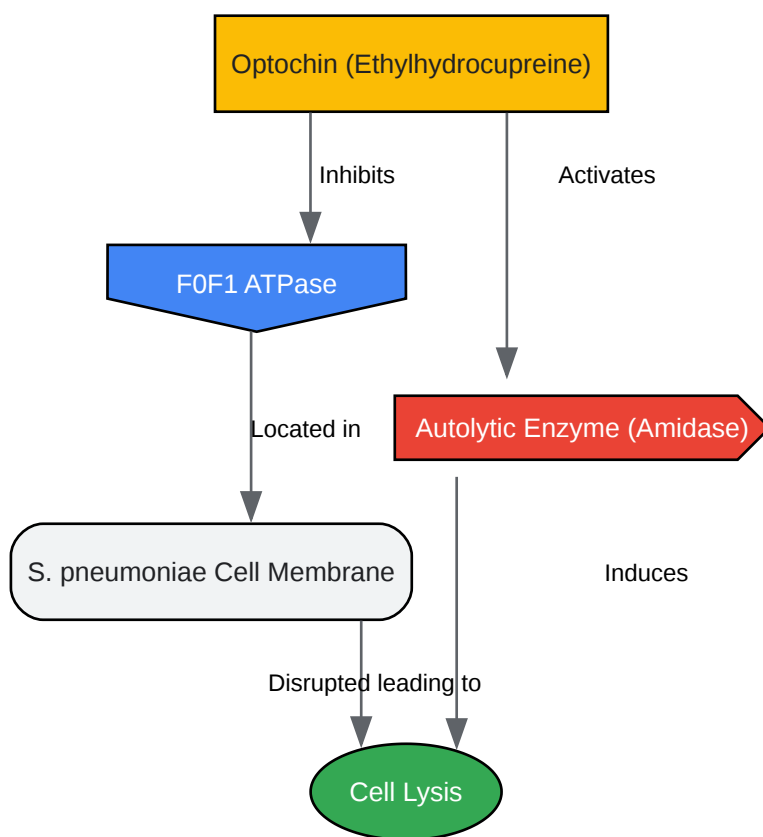 Optochin (Ethylhydrocupreine)
Inhibits
Activates
F0F1 ATPase
Located in
Autolytic Enzyme (Amidase)
S. pneumoniae Cell Membrane
Induces
Disrupted leading to
Cell Lysis